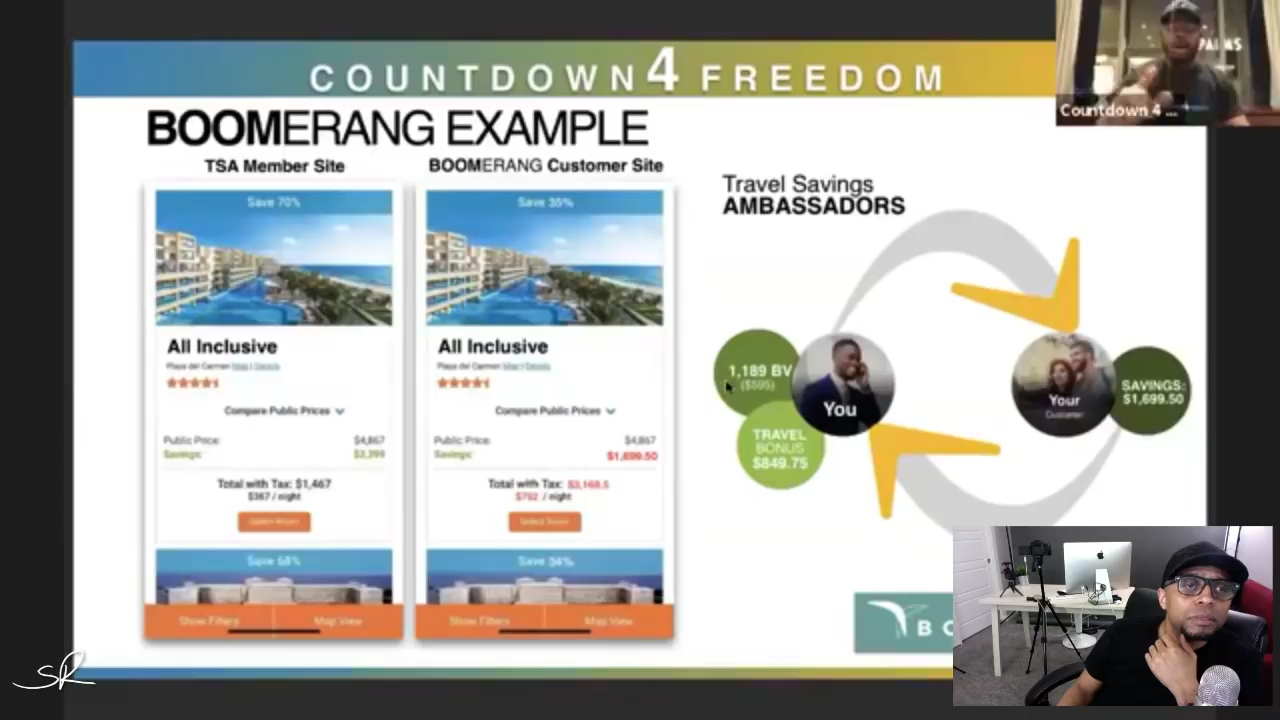 COUNTDOWN 4 FREEDOM
Countdown 4 ...
BOOMERANG EXAMPLE
TSA Member Site
BOOMERANG Customer Site
Save 70%
Save 35%
All Inclusive
Playa del Carmen Map | Details
Compare Public Prices
Public Price: $4,867
Savings: $3,399
Total with Tax: $1,467
$367 / night
Select Room
Save 68%
Show Filters
Map View
All Inclusive
Playa del Carmen Map | Details
Compare Public Prices
Public Price: $4,867
Savings: $1,699.50
Total with Tax: $3,168.5
$792 / night
Select Room
Save 34%
Show Filters
Map View
Travel Savings
AMBASSADORS
1,189 BV
($595)
TRAVEL
BONUS
$849.75
You
Your
Customer
SAVINGS:
$1,699.50
SR